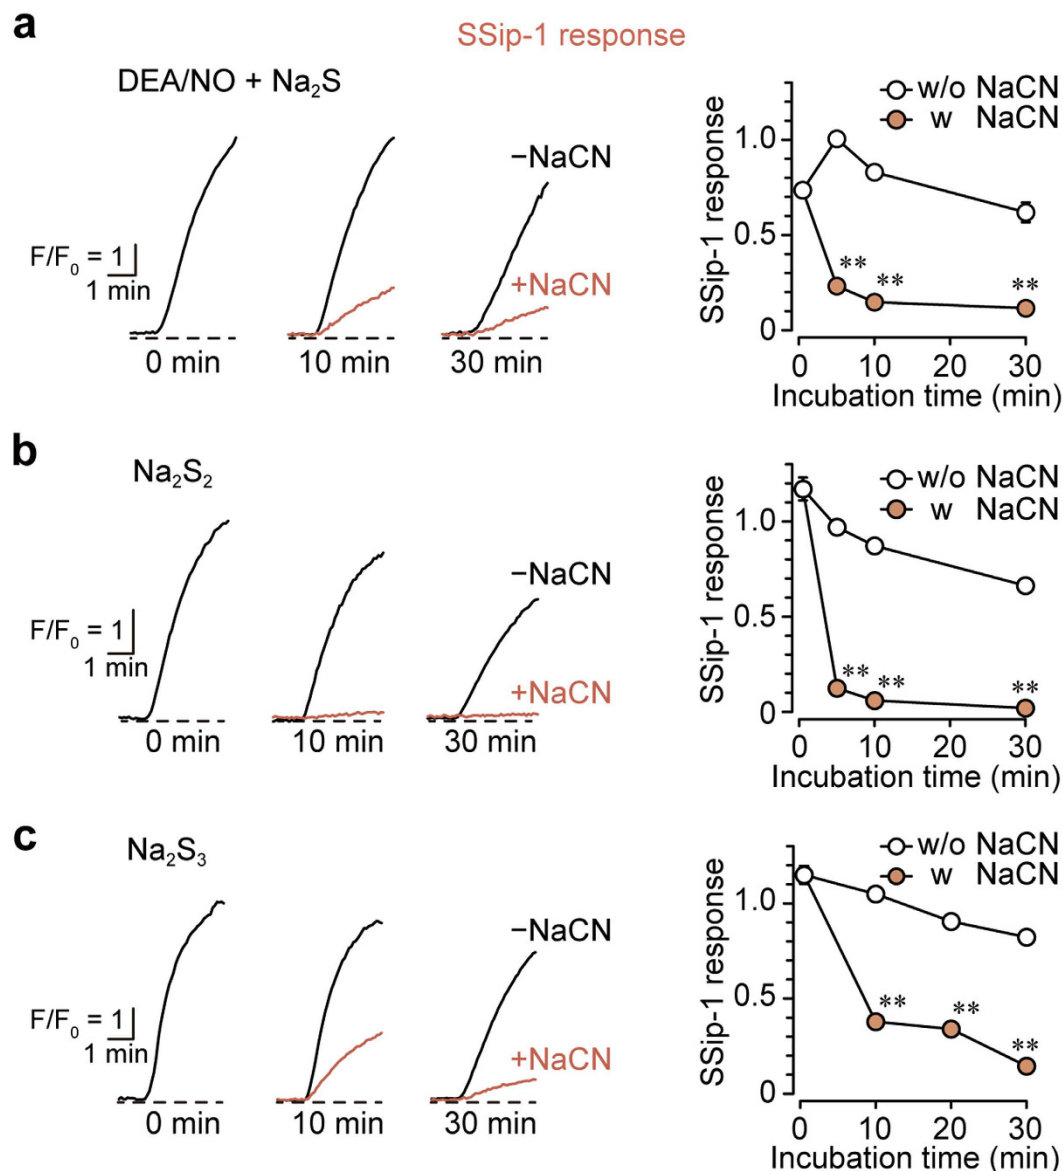 a
SSip-1 response
DEA/NO + Na₂S
−NaCN
+NaCN
F/F₀ = 1
1 min
0 min
10 min
30 min
w/o NaCN
w NaCN
SSip-1 response
1.0
0.5
0
**
**
**
0
10
20
30
Incubation time (min)
b
Na₂S₂
−NaCN
+NaCN
F/F₀ = 1
1 min
0 min
10 min
30 min
w/o NaCN
w NaCN
SSip-1 response
1.0
0.5
0
**
**
**
0
10
20
30
Incubation time (min)
c
Na₂S₃
−NaCN
+NaCN
F/F₀ = 1
1 min
0 min
10 min
30 min
w/o NaCN
w NaCN
SSip-1 response
1.0
0.5
0
**
**
**
0
10
20
30
Incubation time (min)